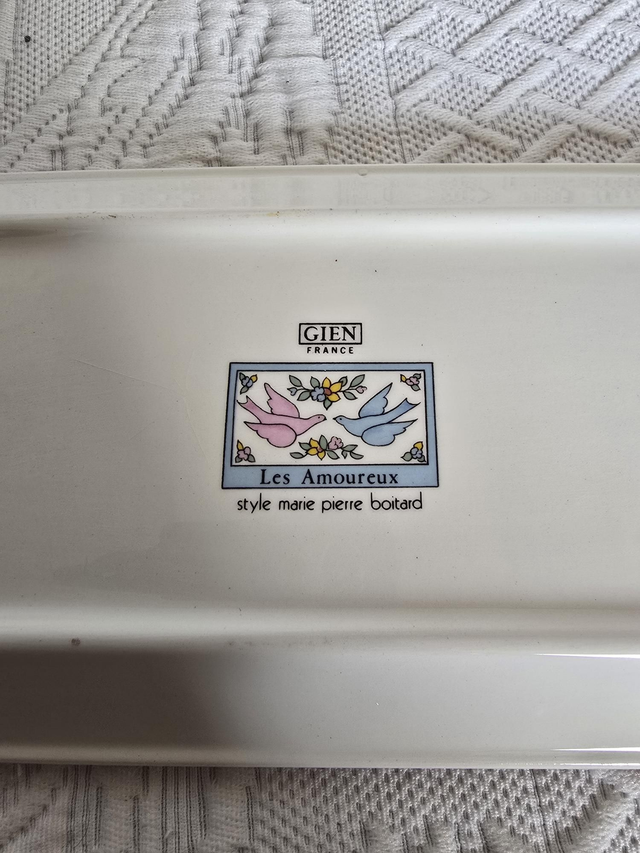 GIEN
FRANCE
Les Amoureux
style marie pierre boitard